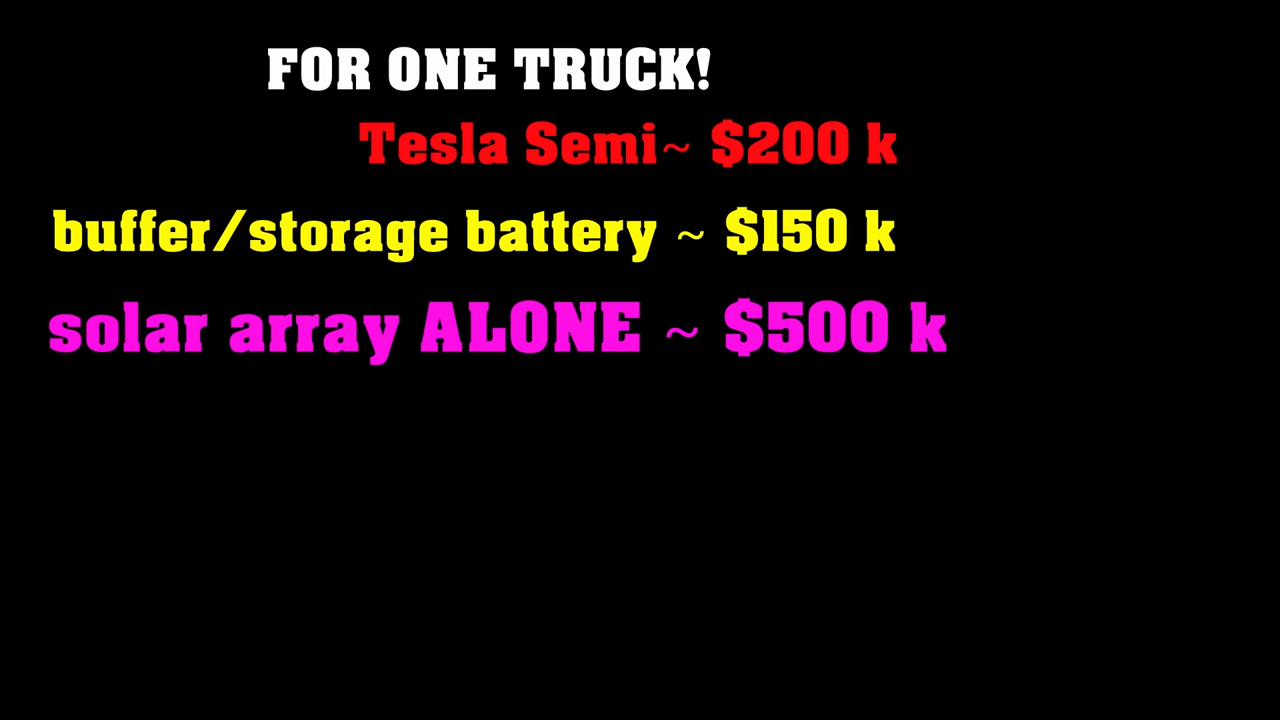 FOR ONE TRUCK!
Tesla Semi~ $200 k
buffer/storage battery ~ $150 k
solar array ALONE ~ $500 k